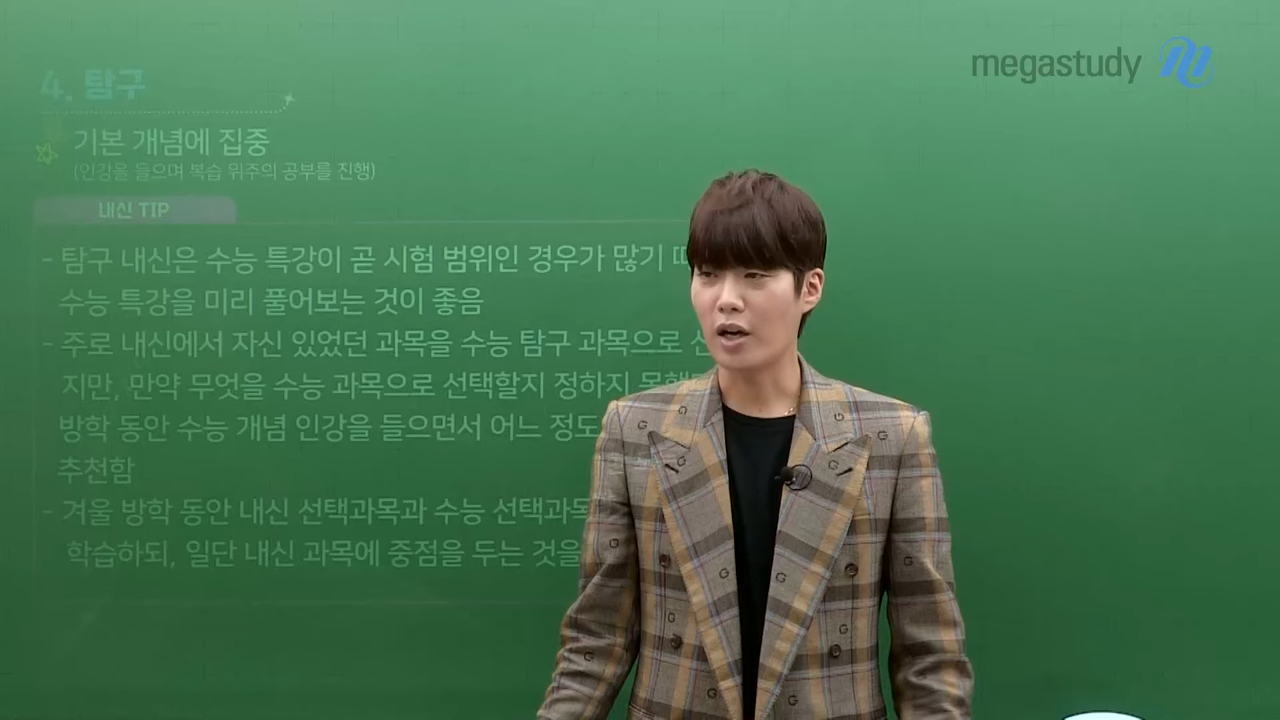 megastudy
4. 탐구
기본 개념에 집중
(인강을 들으며 복습 위주의 공부를 진행)
내신 TIP
- 탐구 내신은 수능 특강이 곧 시험 범위인 경우가 많기
수능 특강을 미리 풀어보는 것이 좋음
- 주로 내신에서 자신 있었던 과목을 수능 탐구 과목으로
지만, 만약 무엇을 수능 과목으로 선택할지 정하지
방학 동안 수능 개념 인강을 들으면서 어느 정도
추천함
- 겨울 방학 동안 내신 선택과목과 수능
학습하되, 일단 내신 과목에 중점을 두는 것을